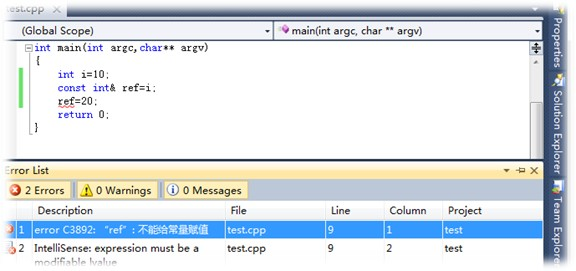 test.cpp
(Global Scope)
main(int argc, char ** argv)
int main(int argc,char** argv)
{
int i=10;
const int& ref=i;
ref=20;
return 0;
}
Properties
Solution Explorer
Team Explorer
Error List
2 Errors
0 Warnings
0 Messages
Description File Line Column Project
1 error C3892: “ref”: 不能给常量赋值 test.cpp 9 1 test
2 IntelliSense: expression must be a test.cpp 9 2 test
modifiable lvalue